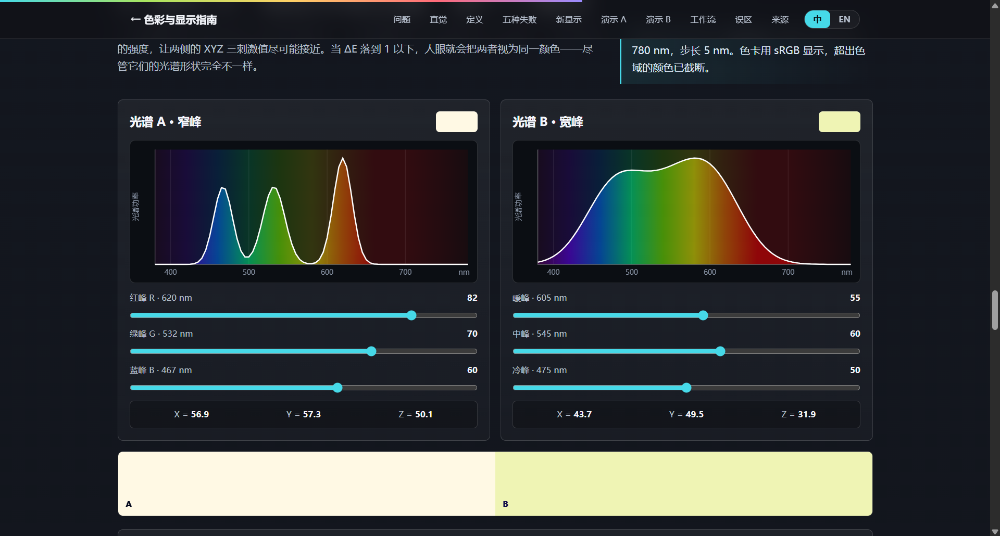 ← 色彩与显示指南
问题 直觉 定义 五种失败 新显示 演示 A 演示 B 工作流 误区 来源 中 EN
的强度，让两侧的 XYZ 三刺激值尽可能接近。当 ΔE 落到 1 以下，人眼就会把两者视为同一颜色——尽
管它们的光谱形状完全不一样。
780 nm，步长 5 nm。色卡用 sRGB 显示，超出色
域的颜色已截断。
光谱 A · 窄峰
光谱功率
400 500 600 700 nm
红峰 R · 620 nm 82
绿峰 G · 532 nm 70
蓝峰 B · 467 nm 60
X = 56.9 Y = 57.3 Z = 50.1
光谱 B · 宽峰
光谱功率
400 500 600 700 nm
暖峰 · 605 nm 55
中峰 · 545 nm 60
冷峰 · 475 nm 50
X = 43.7 Y = 49.5 Z = 31.9
A
B